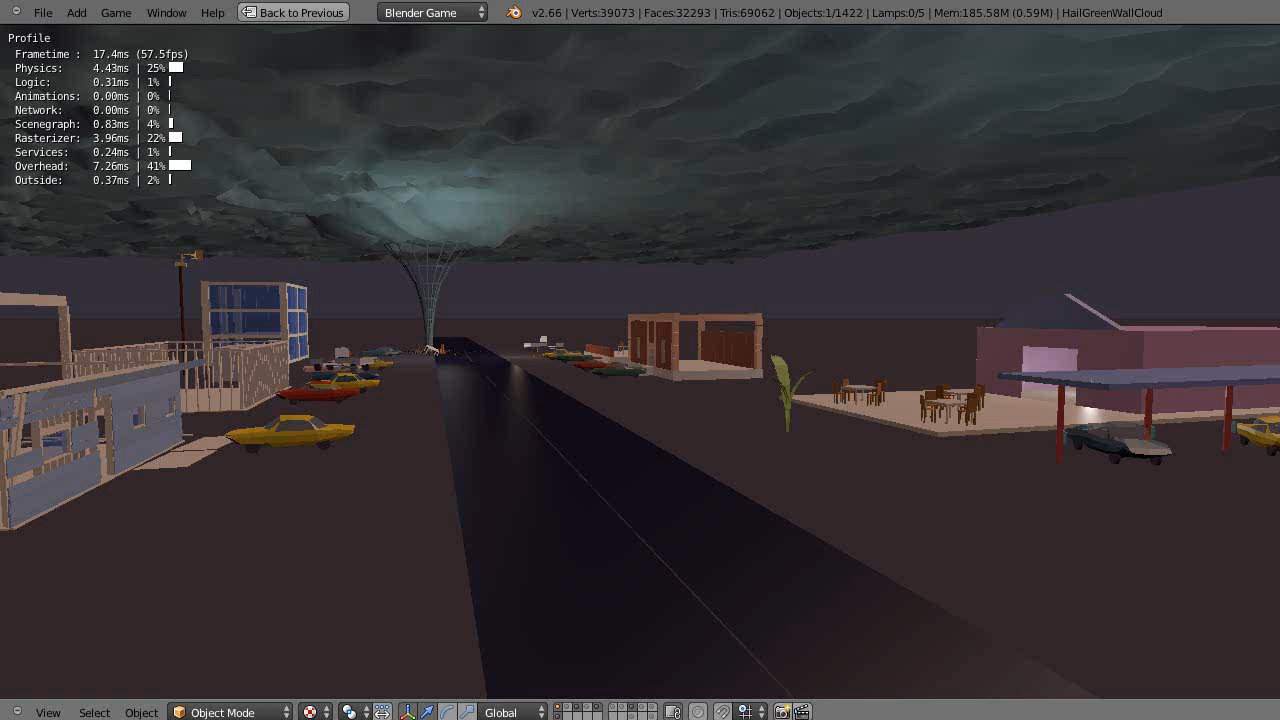 File Add Game Window Help Back to Previous Blender Game v2.66 | Verts:39073 | Faces:32293 | Tris:69062 | Objects:1/1422 | Lamps:0/5 | Mem:185.58M (0.59M) | HailGreenWallCloud
Profile
Frametime : 17.4ms (57.5fps)
Physics: 4.43ms | 25%
Logic: 0.31ms | 1%
Animations: 0.00ms | 0%
Network: 0.00ms | 0%
Scenegraph: 0.83ms | 4%
Rasterizer: 3.96ms | 22%
Services: 0.24ms | 1%
Overhead: 7.26ms | 41%
Outside: 0.37ms | 2%
View Select Object Object Mode Global